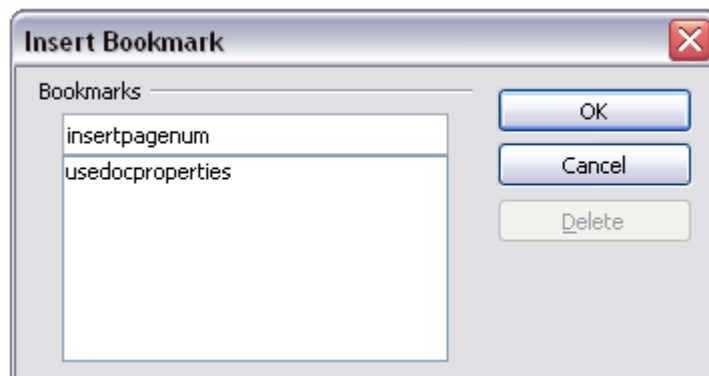 Insert Bookmark
Bookmarks
insertpagenum
usedocproperties
OK
Cancel
Delete